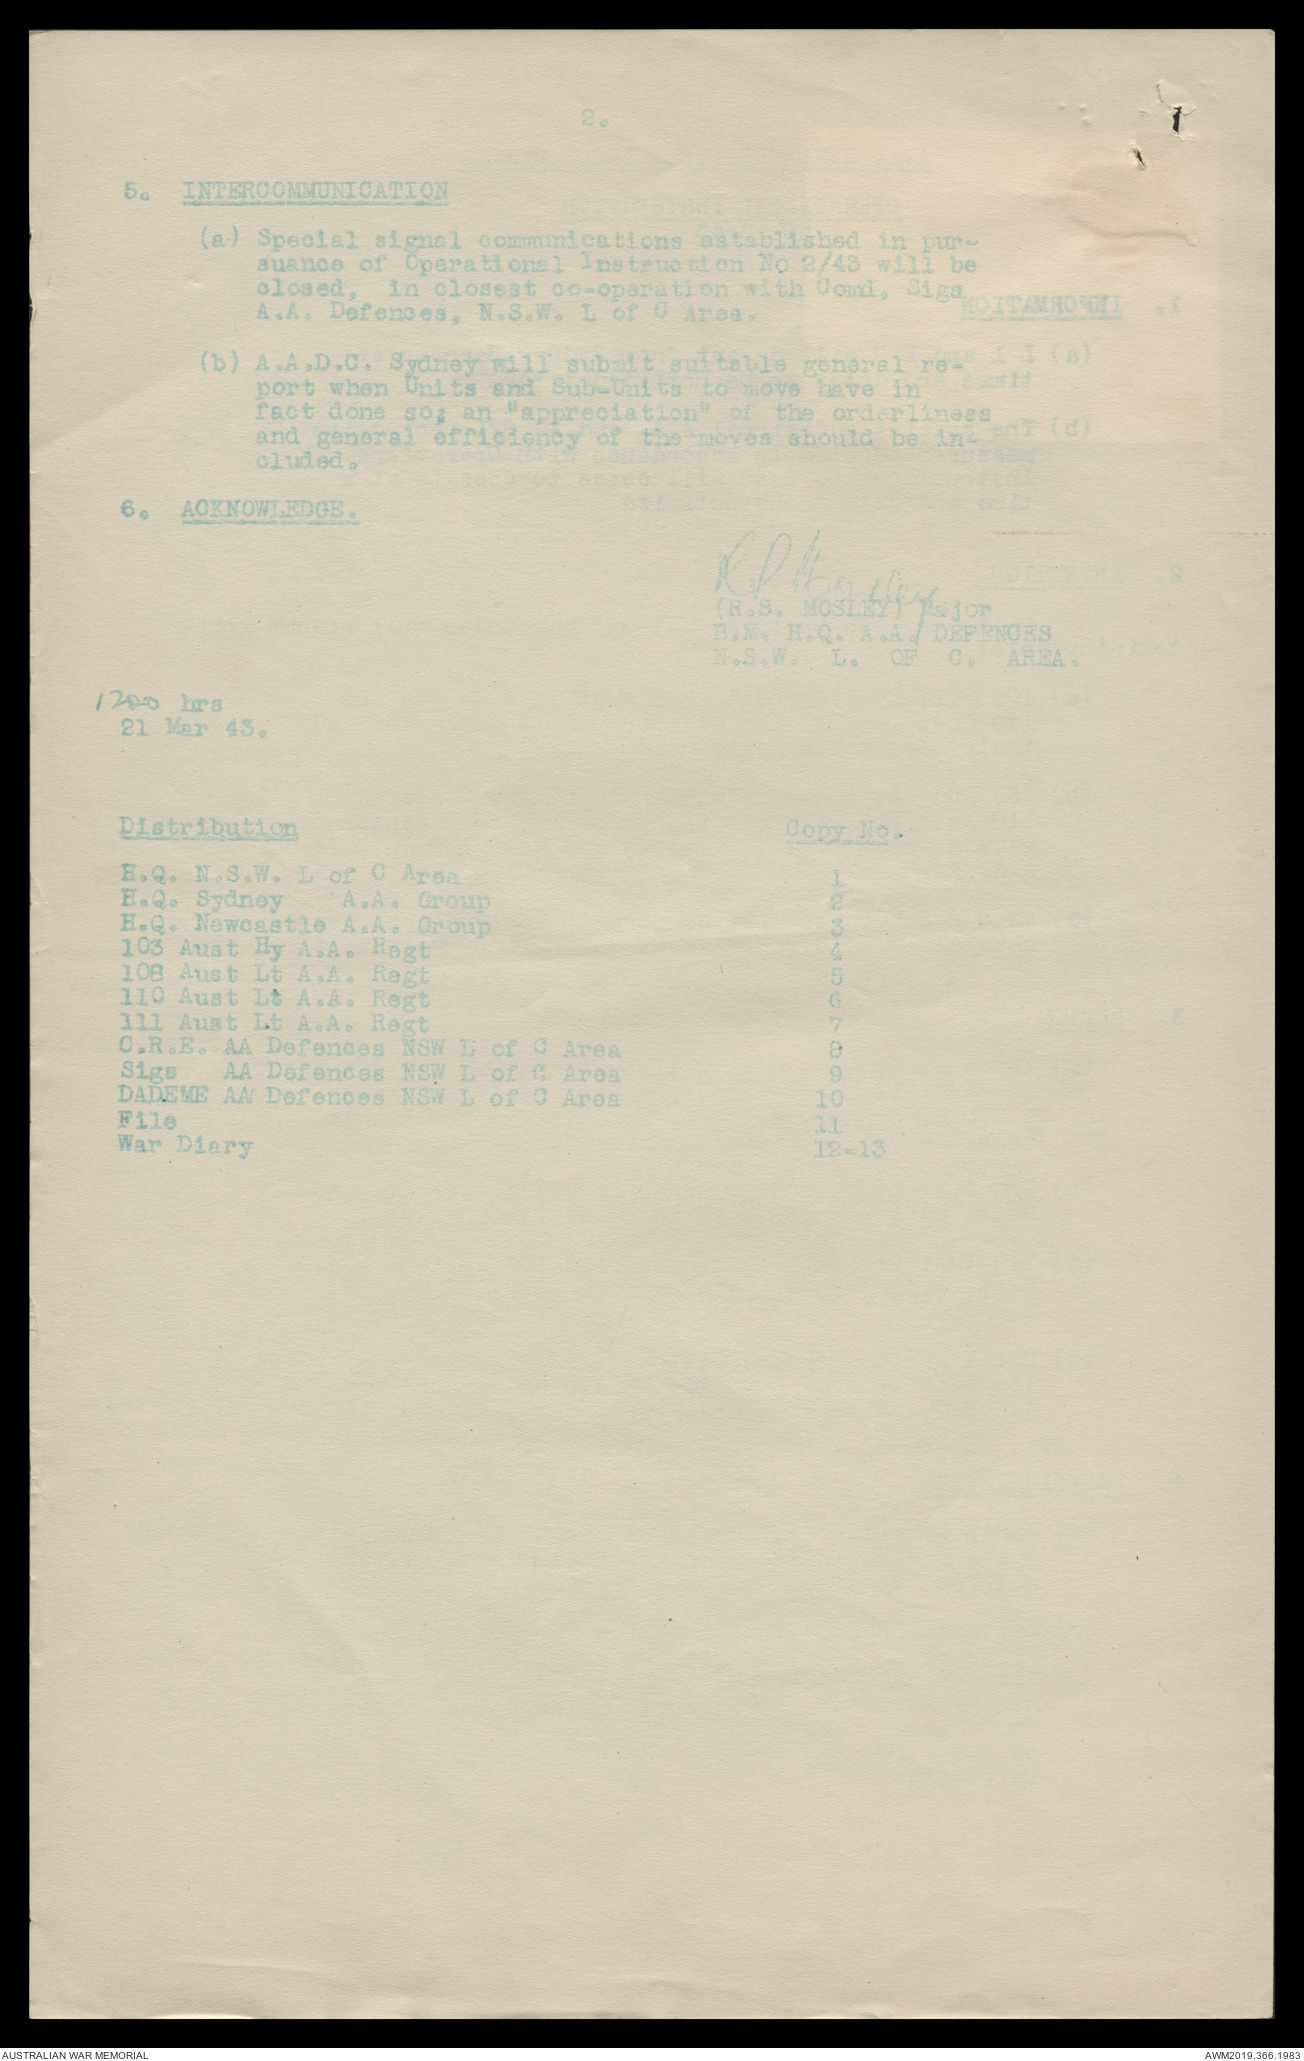 2.
5. INTERCOMMUNICATION
(a) Special signal communications established in pur-
suance of Operational Instruction No 2/43 will be
closed, in closest co-operation with Comd, Sigs
A.A. Defences, N.S.W. L of C Area.
(b) A.A.D.C. Sydney will submit suitable general re-
port when Units and Sub-Units to move have in
fact done so; an "appreciation" of the orderliness
and general efficiency of the moves should be in-
cluded.
6. ACKNOWLEDGE.
RS Mosley
(R.S. MOSLEY) Major
B.M. H.Q. A.A. DEFENCES
N.S.W. L. OF C. AREA.
1200 hrs
21 Mar 43.
Distribution Copy No.
H.Q. N.S.W. L of C Area 1
H.Q. Sydney A.A. Group 2
H.Q. Newcastle A.A. Group 3
103 Aust Hy A.A. Regt 4
108 Aust Lt A.A. Regt 5
110 Aust Lt A.A. Regt 6
111 Aust Lt A.A. Regt 7
C.R.E. AA Defences NSW L of C Area 8
Sigs AA Defences NSW L of C Area 9
DADEME AA Defences NSW L of C Area 10
File 11
War Diary 12-13
AUSTRALIAN WAR MEMORIAL AWM2019.366.1983